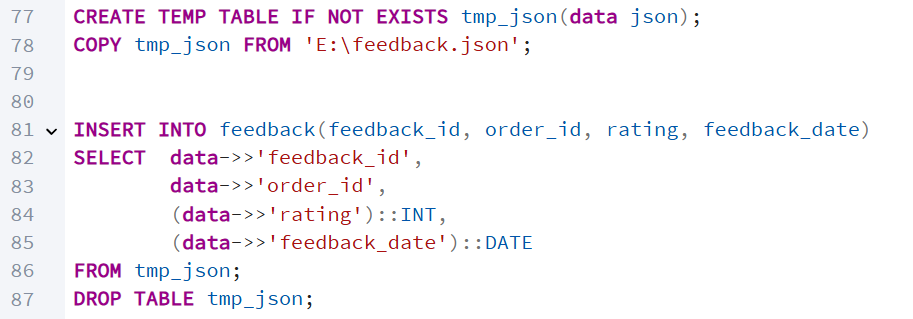 77 CREATE TEMP TABLE IF NOT EXISTS tmp_json(data json);
78 COPY tmp_json FROM 'E:\feedback.json';
79
80
81 INSERT INTO feedback(feedback_id, order_id, rating, feedback_date)
82 SELECT  data->>'feedback_id',
83         data->>'order_id',
84         (data->>'rating')::INT,
85         (data->>'feedback_date')::DATE
86 FROM tmp_json;
87 DROP TABLE tmp_json;